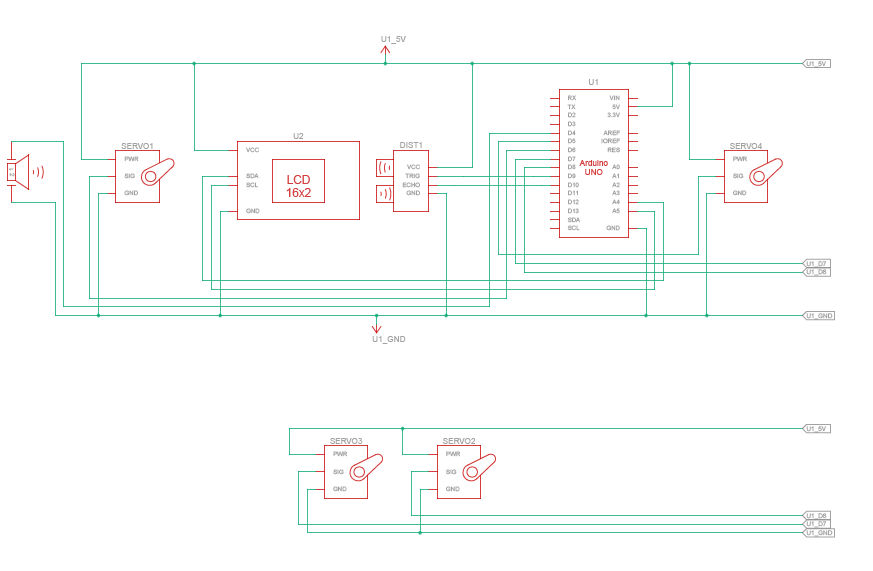 U1_5V
U1_5V
U1
U2
SERVO1
PWR
SIG
GND
VCC
SDA
SCL
GND
LCD
16x2
DIST1
VCC
TRIG
ECHO
GND
RX
TX
D2
D3
D4
D5
D6
D7
D8
D9
D10
D11
D12
D13
SDA
SCL
Arduino
UNO
VIN
5V
3.3V
AREF
IOREF
RES
A0
A1
A2
A3
A4
A5
GND
SERVO4
PWR
SIG
GND
U1_D7
U1_D8
U1_GND
U1_GND
U1_5V
SERVO3
PWR
SIG
GND
SERVO2
PWR
SIG
GND
U1_D8
U1_D7
U1_GND